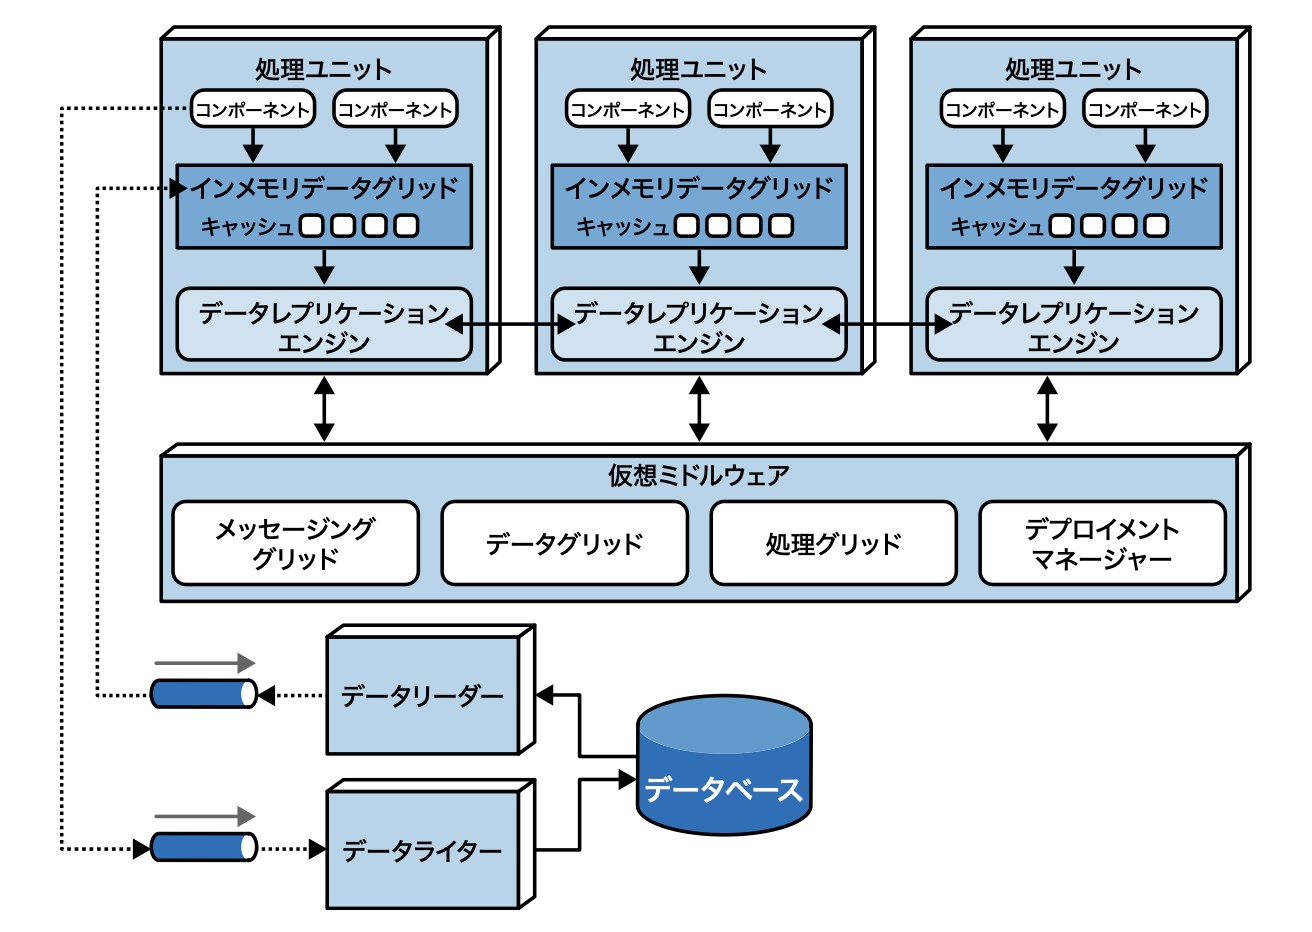 処理ユニット
コンポーネント コンポーネント
インメモリデータグリッド
キャッシュ
データレプリケーション
エンジン
処理ユニット
コンポーネント コンポーネント
インメモリデータグリッド
キャッシュ
データレプリケーション
エンジン
処理ユニット
コンポーネント コンポーネント
インメモリデータグリッド
キャッシュ
データレプリケーション
エンジン
仮想ミドルウェア
メッセージング
グリッド
データグリッド
処理グリッド
デプロイメント
マネージャー
データリーダー
データベース
データライター